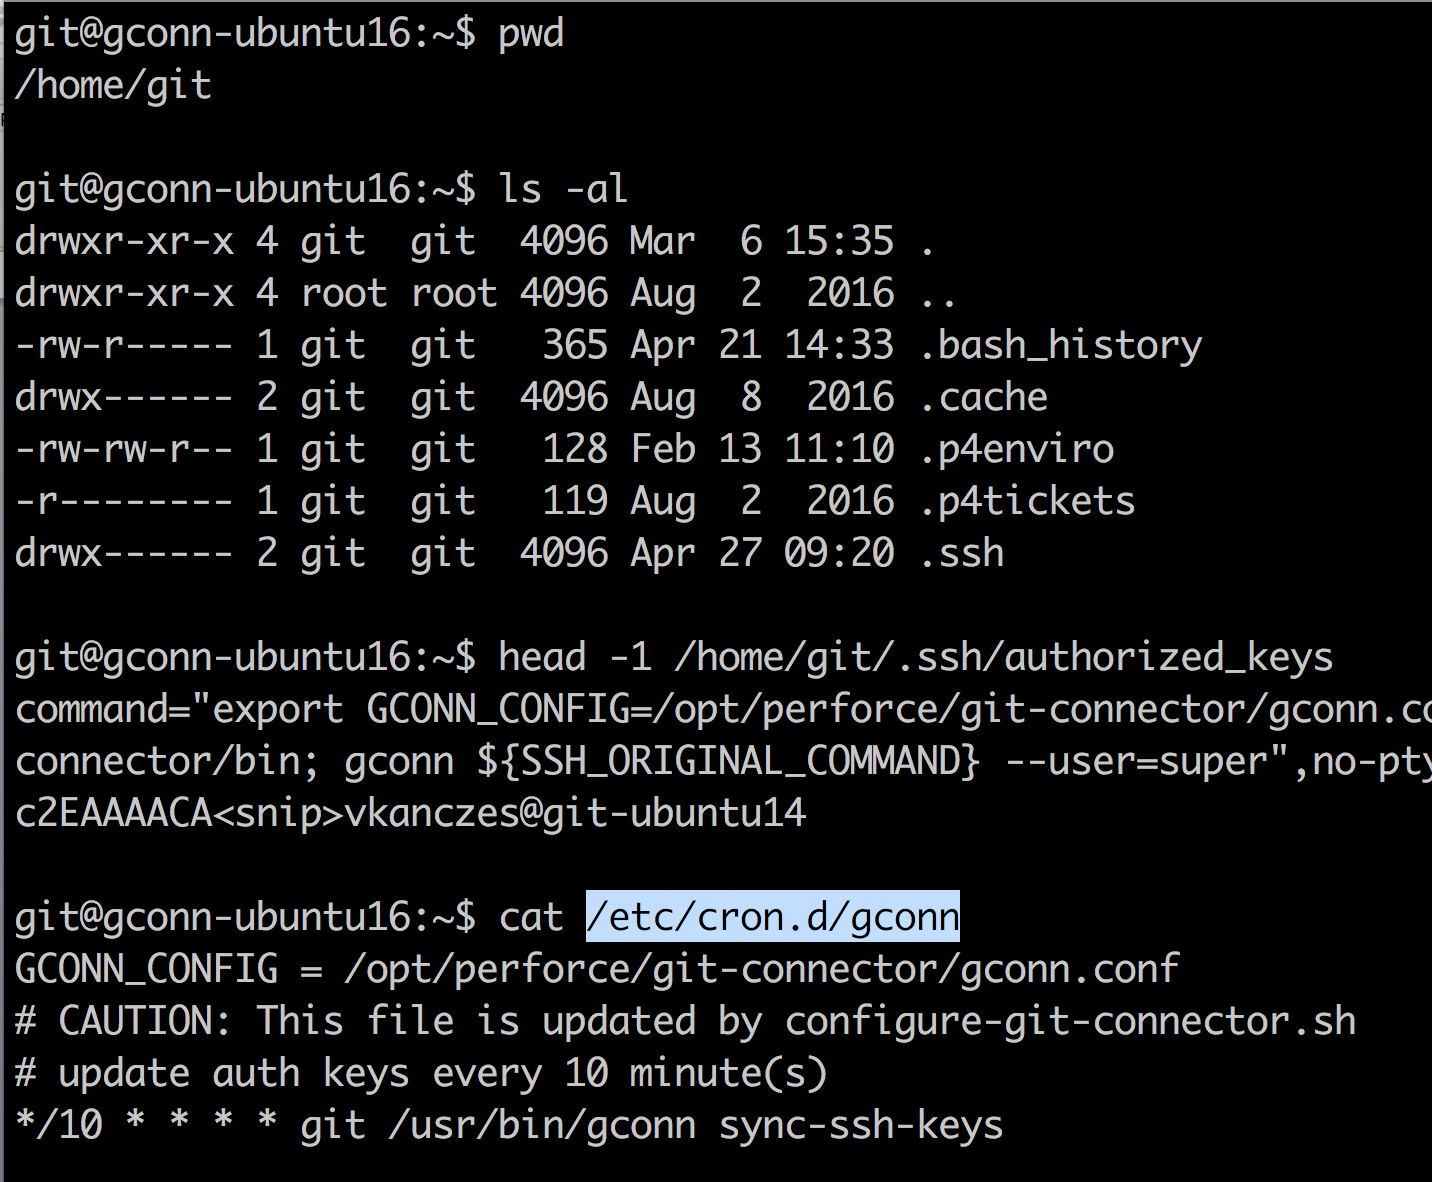 git@gconn-ubuntu16:~$ pwd
/home/git
git@gconn-ubuntu16:~$ ls -al
drwxr-xr-x 4 git  git  4096 Mar  6 15:35 .
drwxr-xr-x 4 root root 4096 Aug  2  2016 ..
-rw-r----- 1 git  git   365 Apr 21 14:33 .bash_history
drwx------ 2 git  git  4096 Aug  8  2016 .cache
-rw-rw-r-- 1 git  git   128 Feb 13 11:10 .p4enviro
-r-------- 1 git  git   119 Aug  2  2016 .p4tickets
drwx------ 2 git  git  4096 Apr 27 09:20 .ssh
git@gconn-ubuntu16:~$ head -1 /home/git/.ssh/authorized_keys
command="export GCONN_CONFIG=/opt/perforce/git-connector/gconn.co
connector/bin; gconn ${SSH_ORIGINAL_COMMAND} --user=super",no-pty
c2EAAAACA<snip>vkanczes@git-ubuntu14
git@gconn-ubuntu16:~$ cat /etc/cron.d/gconn
GCONN_CONFIG = /opt/perforce/git-connector/gconn.conf
# CAUTION: This file is updated by configure-git-connector.sh
# update auth keys every 10 minute(s)
*/10 * * * * git /usr/bin/gconn sync-ssh-keys